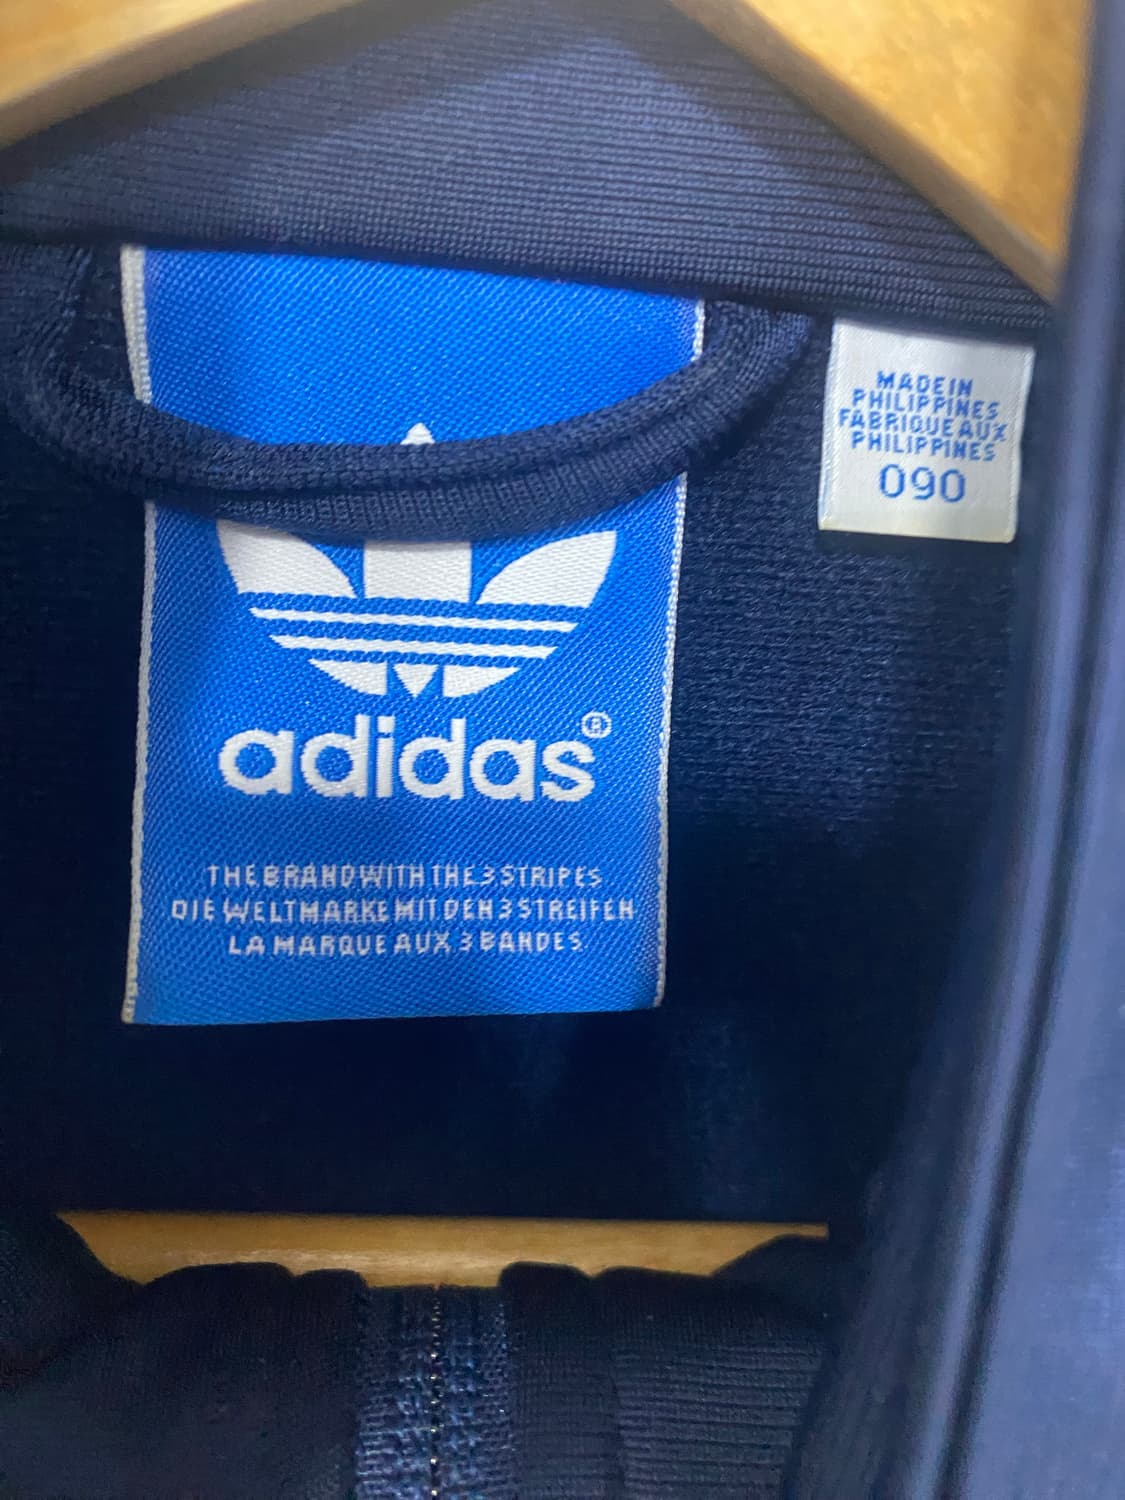 adidas®
THE BRAND WITH THE 3 STRIPES
DIE WELTMARKE MIT DEN 3 STREIFEN
LA MARQUE AUX 3 BANDES
MADE IN
PHILIPPINES
FABRIQUE AUX
PHILIPPINES
090